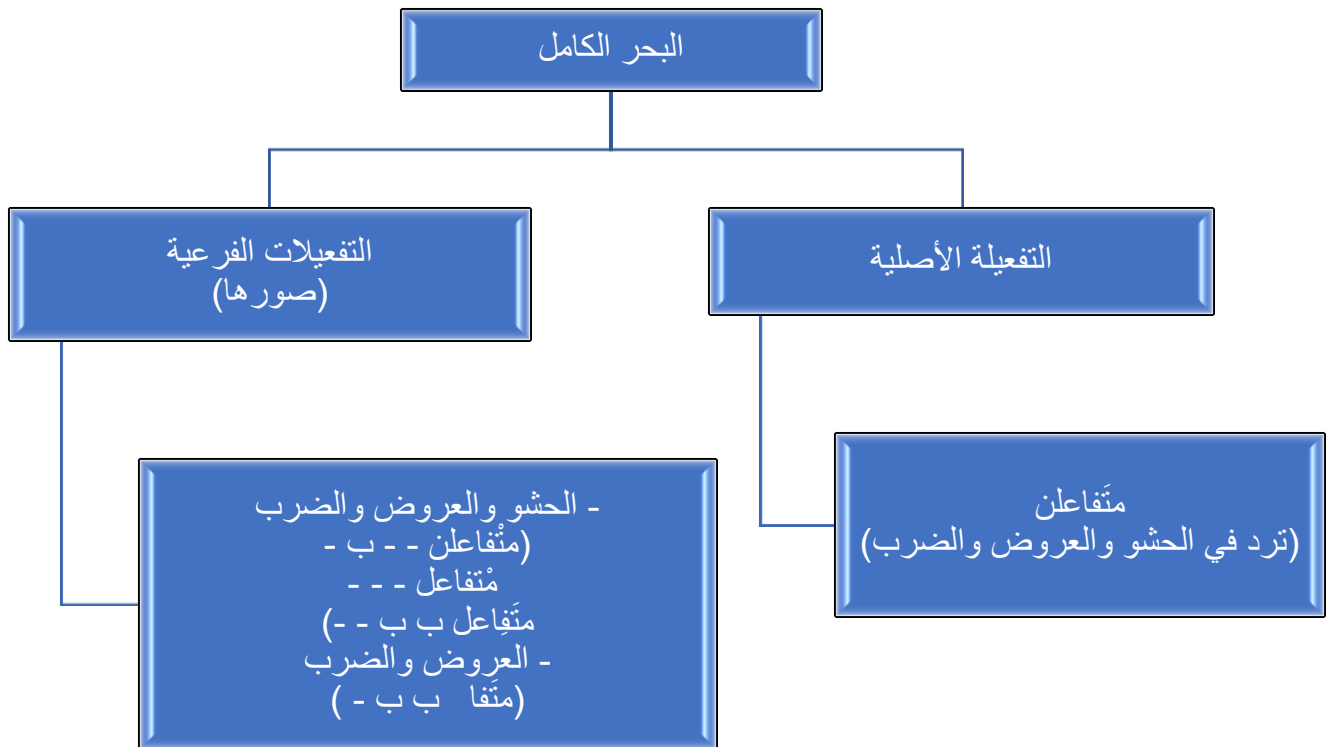 البحر الكامل
التفعيلة الأصلية
التفعيلات الفرعية
(صورها)
متَفاعلن
(ترد في الحشو والعروض والضرب)
- الحشو والعروض والضرب
(متْفاعلن - - ب -
مْتفاعل - - -
متَفِاعل ب ب - -)
- العروض والضرب
(متَفا ب ب - )